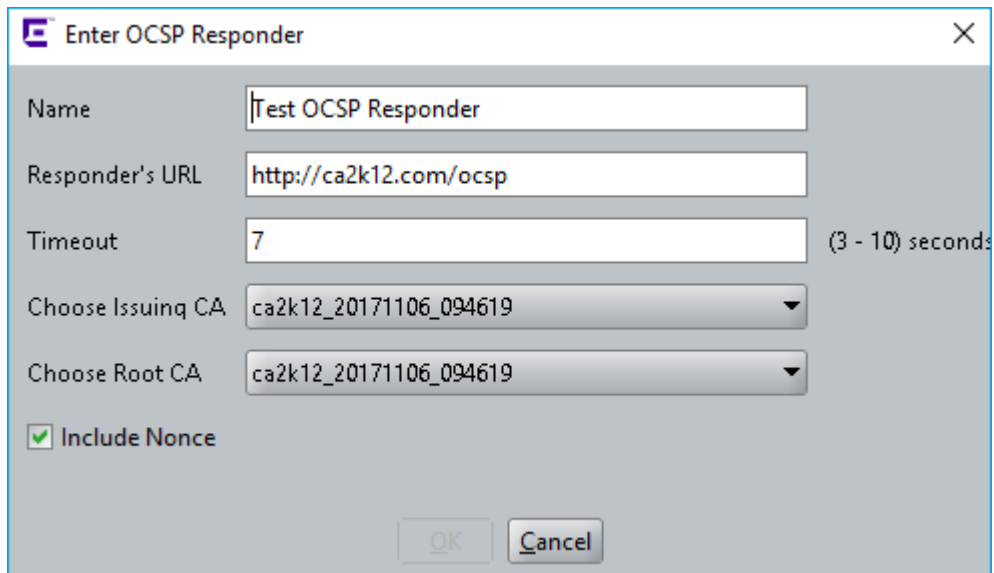 Enter OCSP Responder
Name Test OCSP Responder
Responder's URL http://ca2k12.com/ocsp
Timeout 7 (3 - 10) seconds
Choose Issuing CA ca2k12_20171106_094619
Choose Root CA ca2k12_20171106_094619
Include Nonce
OK Cancel